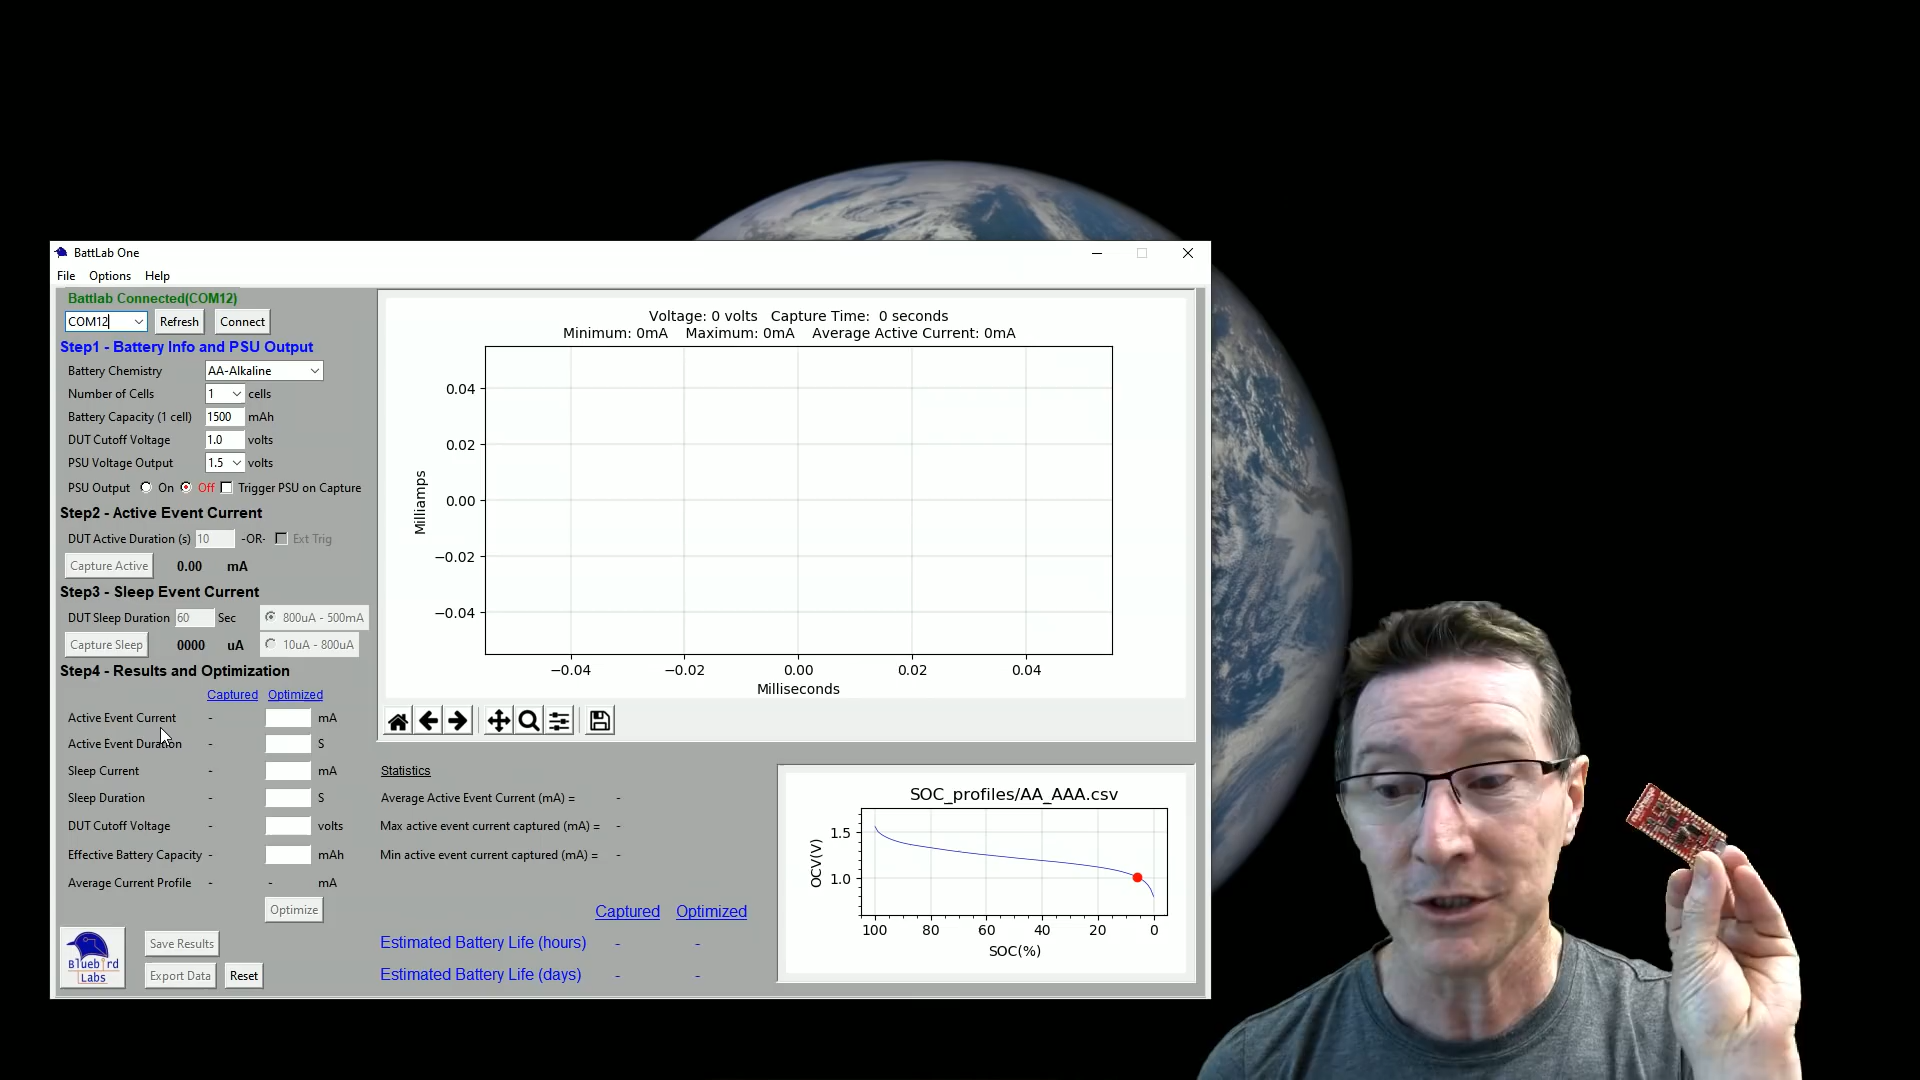 BattLab One
File Options Help
Battlab Connected(COM12)
COM12 Refresh Connect
Step1 - Battery Info and PSU Output
Battery Chemistry AA-Alkaline
Number of Cells 1 cells
Battery Capacity (1 cell) 1500 mAh
DUT Cutoff Voltage 1.0 volts
PSU Voltage Output 1.5 volts
PSU Output On Off Trigger PSU on Capture
Step2 - Active Event Current
DUT Active Duration (s) 10 -OR- Ext Trig
Capture Active 0.00 mA
Step3 - Sleep Event Current
DUT Sleep Duration 60 Sec 800uA - 500mA
Capture Sleep 0000 uA 10uA - 800uA
Step4 - Results and Optimization
Captured Optimized
Active Event Current - mA
Active Event Duration - S
Sleep Current - mA
Sleep Duration - S
DUT Cutoff Voltage - volts
Effective Battery Capacity - mAh
Average Current Profile - - mA
Optimize
Bluebird
Labs
Save Results
Export Data Reset
Voltage: 0 volts Capture Time: 0 seconds
Minimum: 0mA Maximum: 0mA Average Active Current: 0mA
Milliamps
0.04
0.02
0.00
−0.02
−0.04
−0.04 −0.02 0.00 0.02 0.04
Milliseconds
Statistics
Average Active Event Current (mA) = -
Max active event current captured (mA) = -
Min active event current captured (mA) = -
Captured Optimized
Estimated Battery Life (hours) - -
Estimated Battery Life (days) - -
SOC_profiles/AA_AAA.csv
OCV(V)
1.5
1.0
100 80 60 40 20 0
SOC(%)